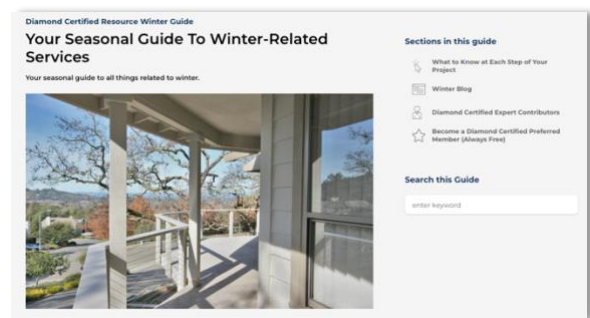 Diamond Certified Resource Winter Guide
Your Seasonal Guide To Winter-Related
Services
Your seasonal guide to all things related to winter.
Sections in this guide
What to Know at Each Step of Your
Project
Winter Blog
Diamond Certified Expert Contributors
Become a Diamond Certified Preferred
Member (Always Free)
Search this Guide
enter keyword